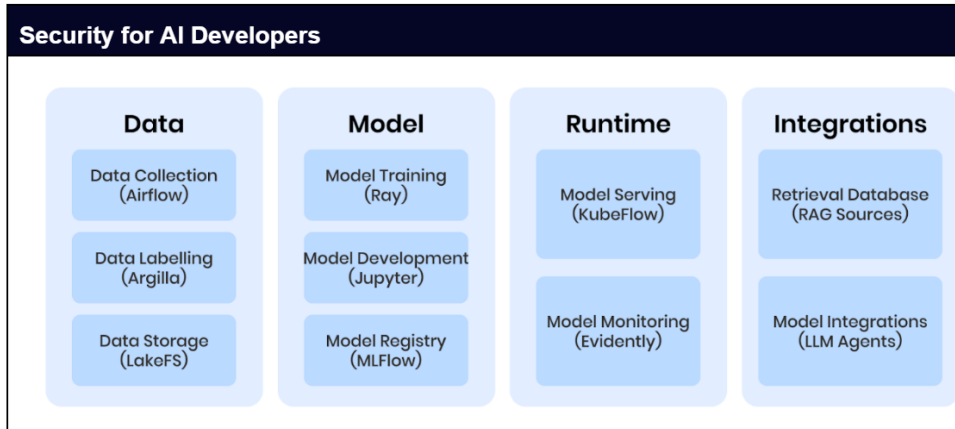 Security for AI Developers
Data
Data Collection
(Airflow)
Data Labelling
(Argilla)
Data Storage
(LakeFS)
Model
Model Training
(Ray)
Model Development
(Jupyter)
Model Registry
(MLFlow)
Runtime
Model Serving
(KubeFlow)
Model Monitoring
(Evidently)
Integrations
Retrieval Database
(RAG Sources)
Model Integrations
(LLM Agents)